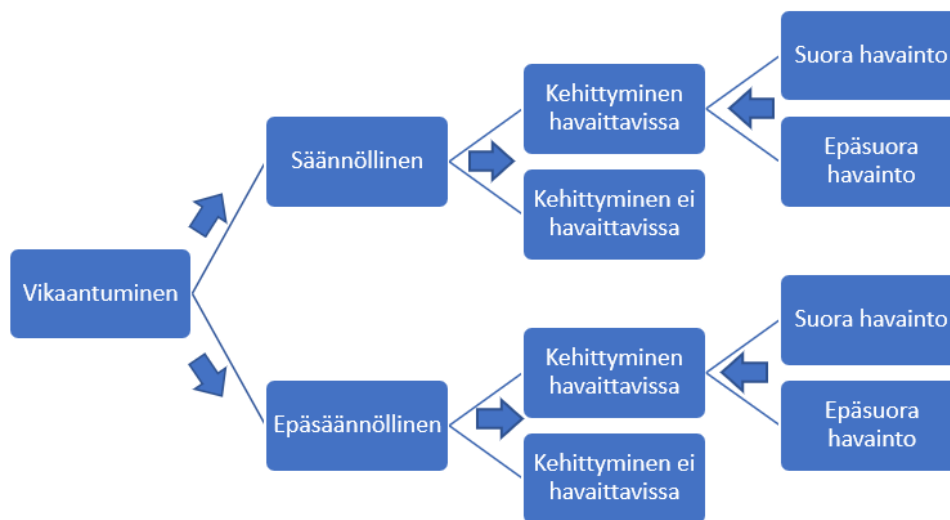 Vikaantuminen
Säännöllinen
Kehittyminen
havaittavissa
Suora havainto
Epäsuora
havainto
Kehittyminen ei
havaittavissa
Epäsäännöllinen
Kehittyminen
havaittavissa
Suora havainto
Epäsuora
havainto
Kehittyminen ei
havaittavissa